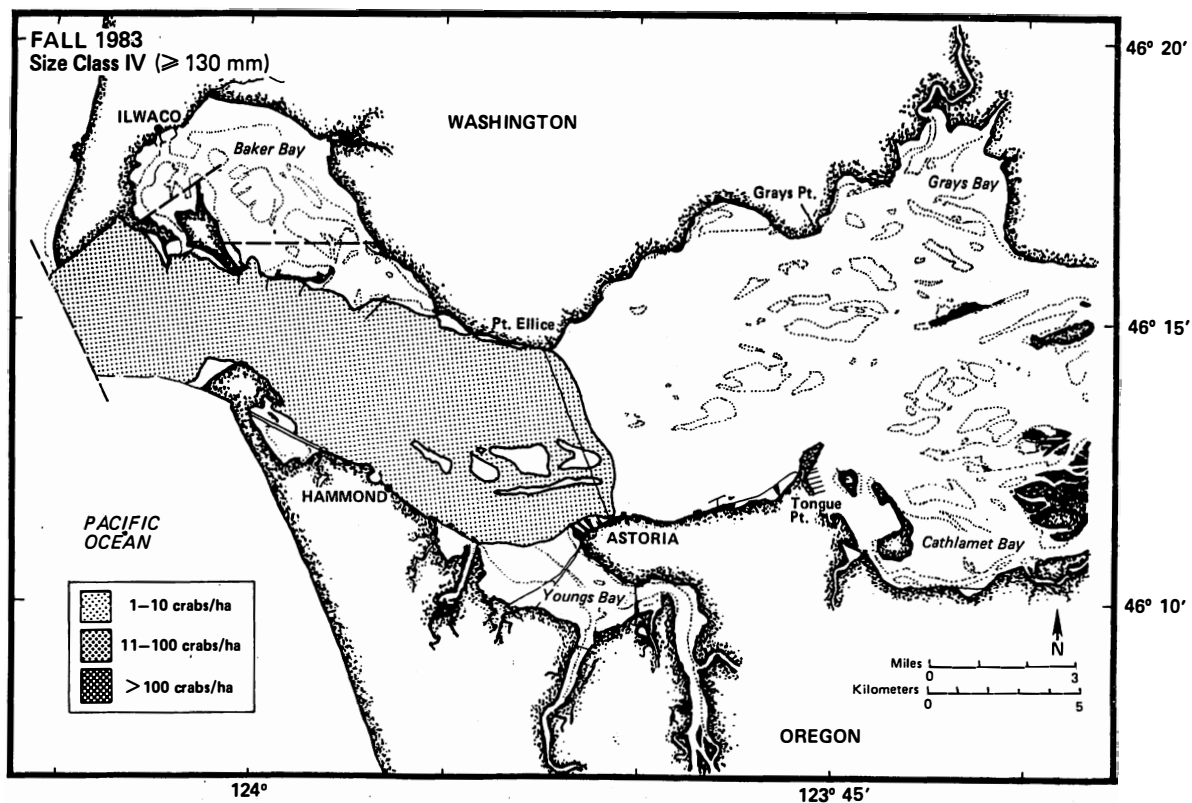 FALL 1983
Size Class IV (⩾ 130 mm)
46° 20′
ILWACO
WASHINGTON
Baker Bay
Grays Pt.
Grays Bay
Pt. Ellice
46° 15′
HAMMOND
PACIFIC
OCEAN
ASTORIA
Tongue
Pt.
Cathlamet Bay
Youngs Bay
46° 10′
1–10 crabs/ha
11–100 crabs/ha
>100 crabs/ha
N
Miles
0 3
Kilometers
0 5
OREGON
124°
123° 45′